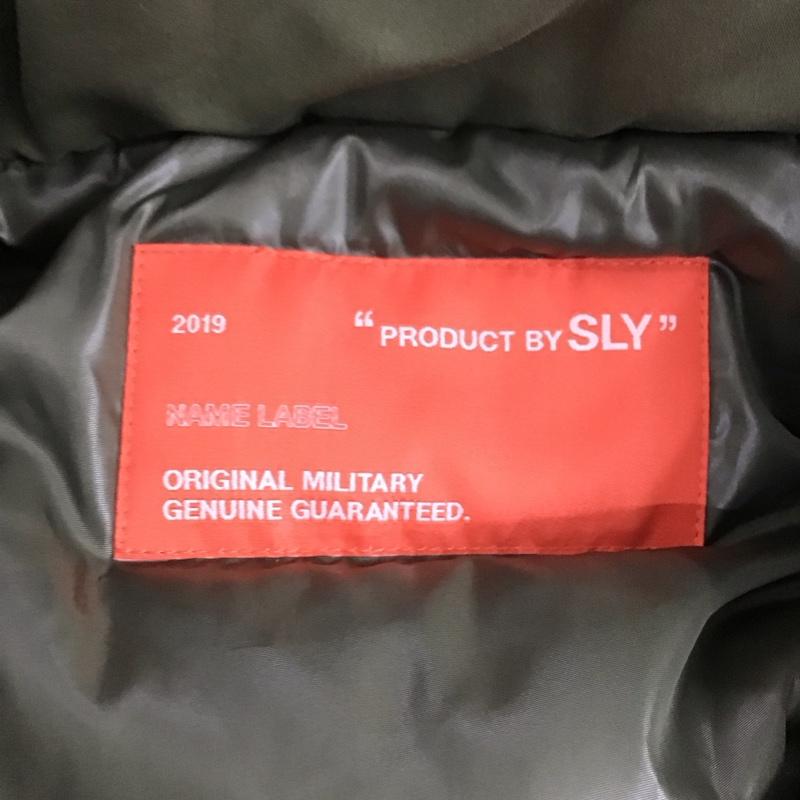 2019
“PRODUCT BY SLY”
NAME LABEL
ORIGINAL MILITARY
GENUINE GUARANTEED.